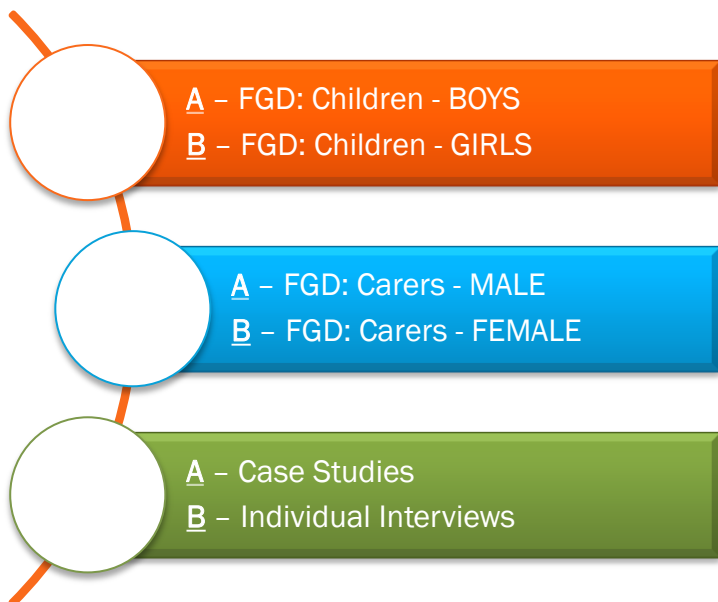 A – FGD: Children - BOYS
B – FGD: Children - GIRLS
A – FGD: Carers - MALE
B – FGD: Carers - FEMALE
A – Case Studies
B – Individual Interviews